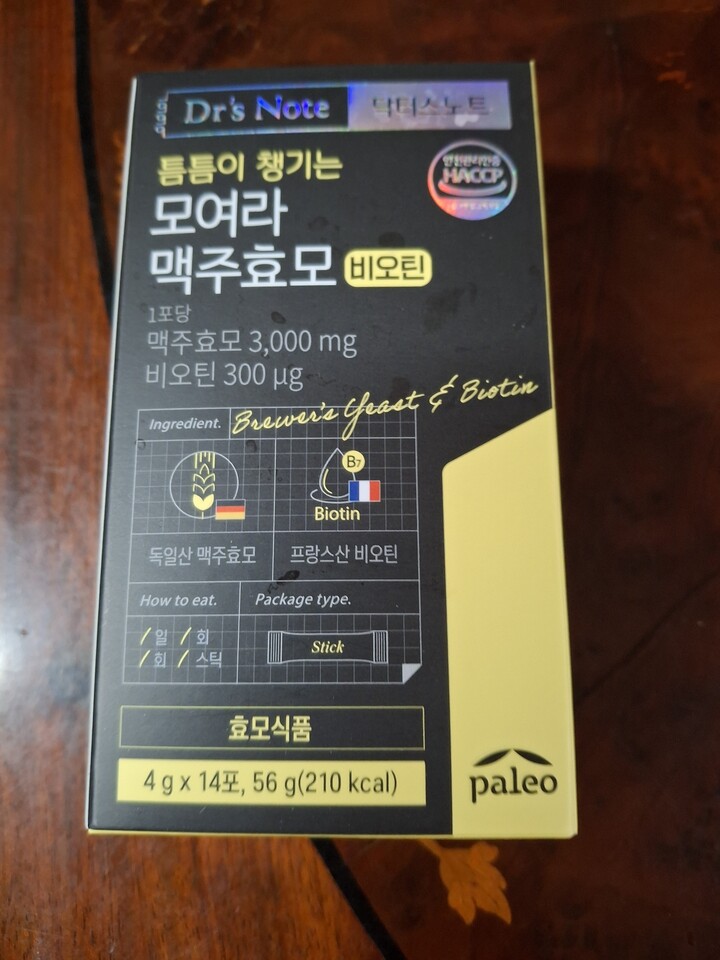 Dr's Note 닥터스노트
틈틈이 챙기는
HACCP
모여라
맥주효모 비오틴
1포당
맥주효모 3,000 mg
비오틴 300 µg
Ingredient. Brewer's Yeast & Biotin
B₇
Biotin
독일산 맥주효모 프랑스산 비오틴
How to eat. Package type.
/일 /회
/회 /스틱
Stick
효모식품
4 g x 14포, 56 g(210 kcal)
paleo